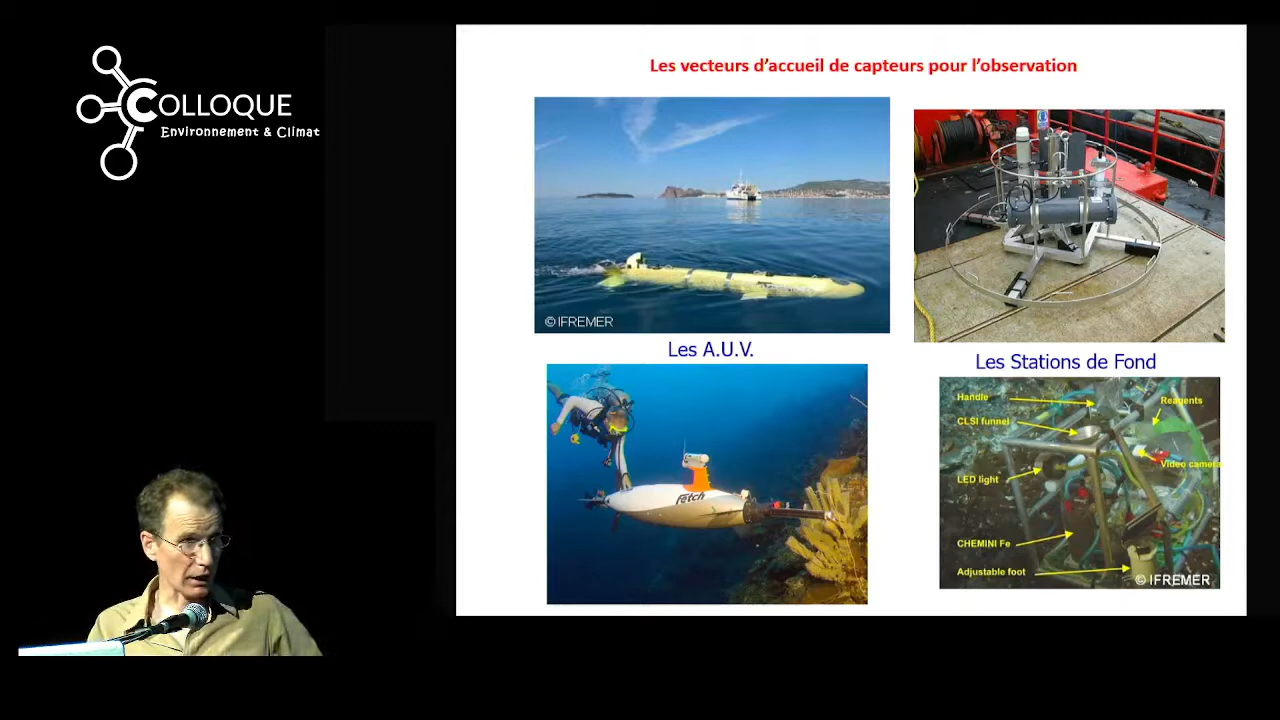 COLLOQUE
Environnement & Climat
Les vecteurs d'accueil de capteurs pour l'observation
© IFREMER
Les A.U.V.
Les Stations de Fond
Fetch
Handle
Reagents
CLSI funnel
Video camera
LED light
CHEMINI Fe
Adjustable foot
© IFREMER